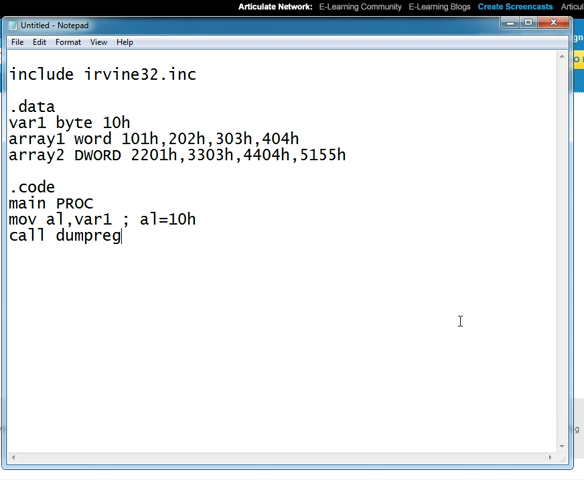 Articulate Network: E-Learning Community E-Learning Blogs Create Screencasts Articul
Untitled - Notepad
File Edit Format View Help
include irvine32.inc
.data
var1 byte 10h
array1 word 101h,202h,303h,404h
array2 DWORD 2201h,3303h,4404h,5155h
.code
main PROC
mov al,var1 ; al=10h
call dumpreg